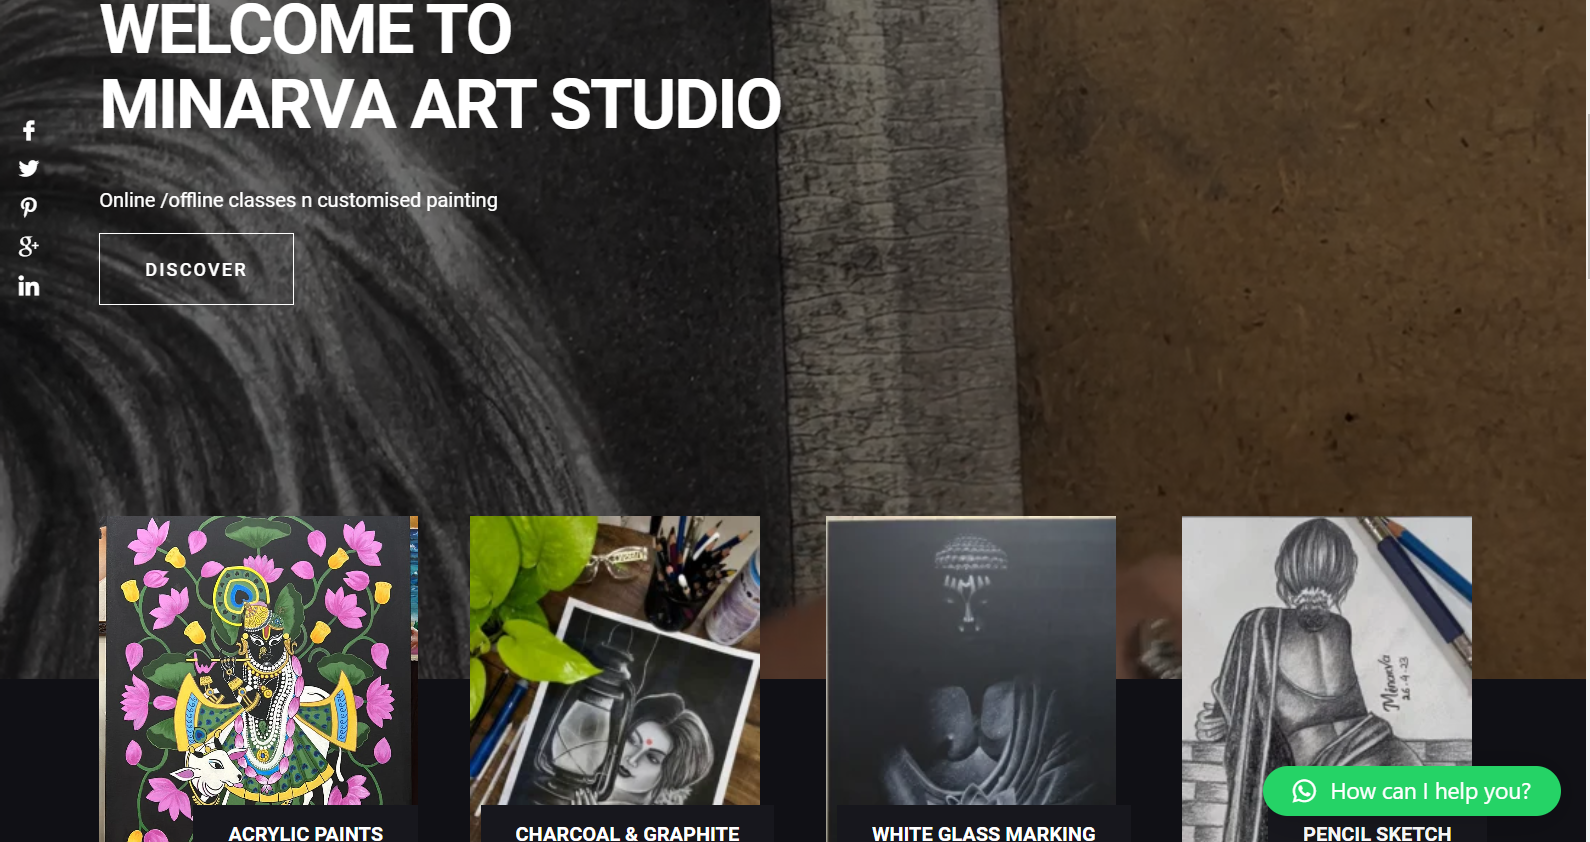 WELCOME TO
MINARVA ART STUDIO
Online /offline classes n customised painting
DISCOVER
Minarva
26-4-23
How can I help you?
ACRYLIC PAINTS
CHARCOAL & GRAPHITE
WHITE GLASS MARKING
PENCIL SKETCH